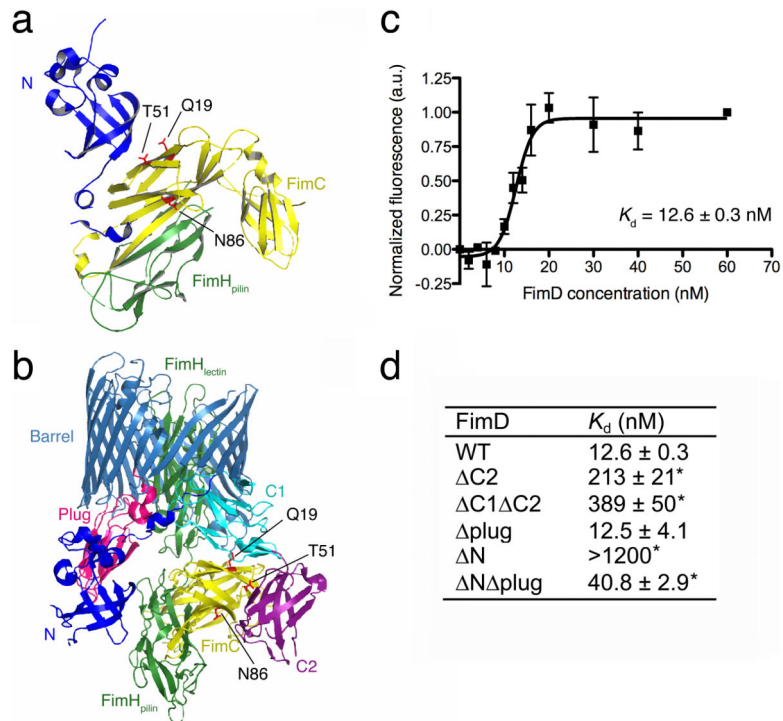 a
N
T51
Q19
FimC
N86
FimHpilin
b
FimHlectin
Barrel
Plug
C1
Q19
T51
N
FimC
N86
C2
FimHpilin
c
Normalized fluorescence (a.u.)
1.25
1.00
0.75
0.50
0.25
0.00
-0.25
10 20 30 40 50 60 70
Kd = 12.6 ± 0.3 nM
FimD concentration (nM)
d
FimD Kd (nM)
WT 12.6 ± 0.3
ΔC2 213 ± 21*
ΔC1ΔC2 389 ± 50*
Δplug 12.5 ± 4.1
ΔN >1200*
ΔNΔplug 40.8 ± 2.9*